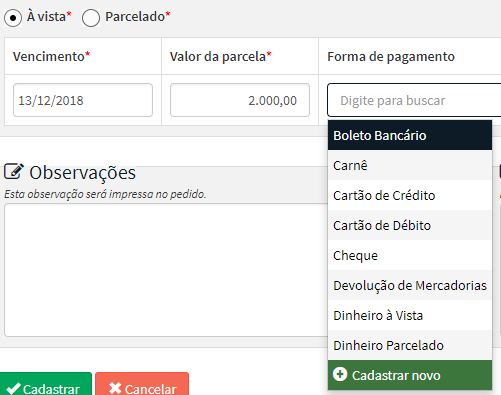 À vista* Parcelado*
Vencimento* Valor da parcela* Forma de pagamento
13/12/2018 2.000,00 Digite para buscar
Boleto Bancário
Carnê
Cartão de Crédito
Cartão de Débito
Cheque
Devolução de Mercadorias
Dinheiro à Vista
Dinheiro Parcelado
Cadastrar novo
Observações
Esta observação será impressa no pedido.
Cadastrar Cancelar